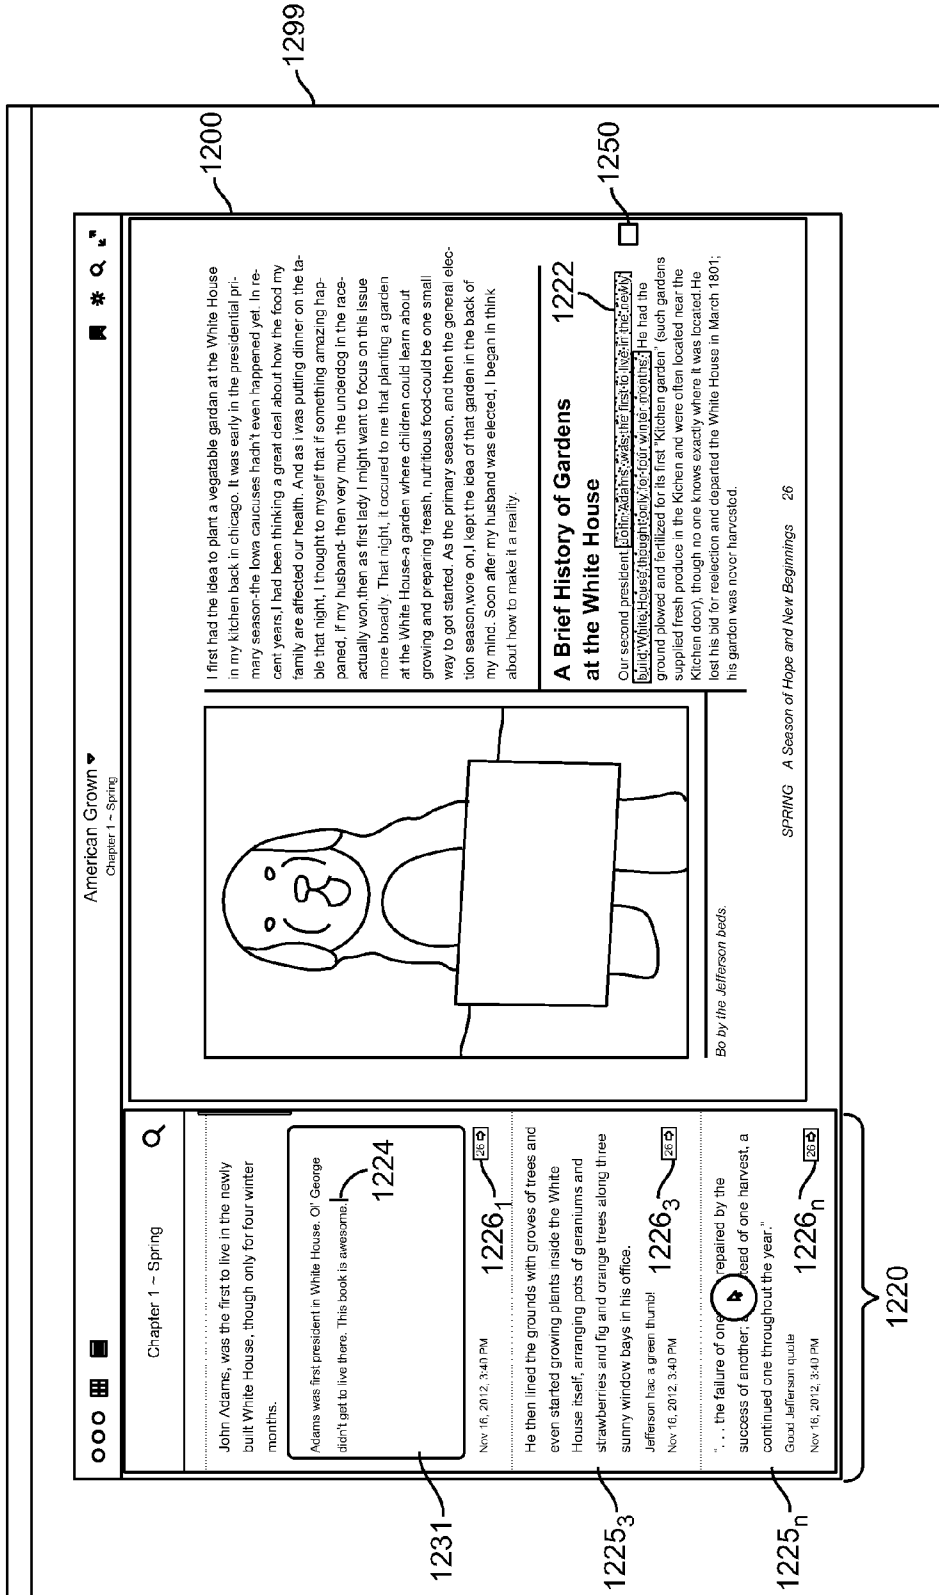 American Grown
Chapter 1 ~ Spring
Chapter 1 ~ Spring
John Adams, was the first to live in the newly
built White House, though only for four winter
months.
Adams was first president in White House. Ol' George
didn't get to live there. This book is awesome.
1224
Nov 16, 2012, 3:40 PM
26
1226₁
He then lined the grounds with groves of trees and
even started growing plants inside the White
House itself, arranging pots of geraniums and
strawberries and fig and orange trees along three
sunny window bays in his office.
Jefferson had a green thumb!
Nov 16, 2012, 3:40 PM
26
1226₃
". . . the failure of one repaired by the
success of another; tead of one harvest, a
continued one throughout the year."
Good Jefferson quote
Nov 16, 2012, 3:40 PM
26
1226ₙ
1231
1225₃
1225ₙ
1220
Bo by the Jefferson beds.
I first had the idea to plant a vegatable gardan at the White House
in my kitchen back in chicago. It was early in the presidential pri-
mary season-the Iowa caucuses hadn't even happened yet. In re-
cent years,I had been thinking a great deal about how the food my
family are affected our health. And as i was putting dinner on the ta-
ble that night, I thought to myself that if something amazing hap-
paned, if my husband- then very much the underdog in the race-
actually won,then as first lady I might want to focus on this issue
more broadly. That night, it occured to me that planting a garden
at the White House-a garden where children could learn about
growing and preparing freash. nutritious food-could be one small
way to got started. As the primary season, and then the general elec-
tion season,wore on,I kept the idea of that garden in the back of
my mind. Soon after my husband was elected, I began in think
about how to make it a reality.
A Brief History of Gardens
at the White House
1222
Our second president John Adams, was the first to live in the newly
build White House thought only for four winter months. He had the
ground plowed and fertilized for its first "Kitchen garden" (such gardens
supplied fresh produce in the Kichen and were often located near the
Kitchen door), though no one knows exactly where it was located.He
lost his bid for reelection and departed the White House in March 1801;
his garden was never harvested.
SPRING A Season of Hope and New Beginnings 26
1200
1250
1299